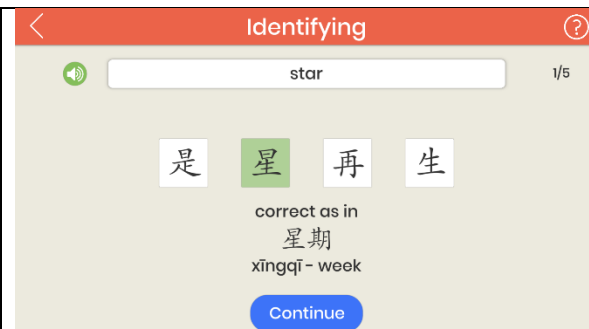 Identifying
?
star
1/5
是 星 再 生
correct as in
星期
xīngqī - week
Continue